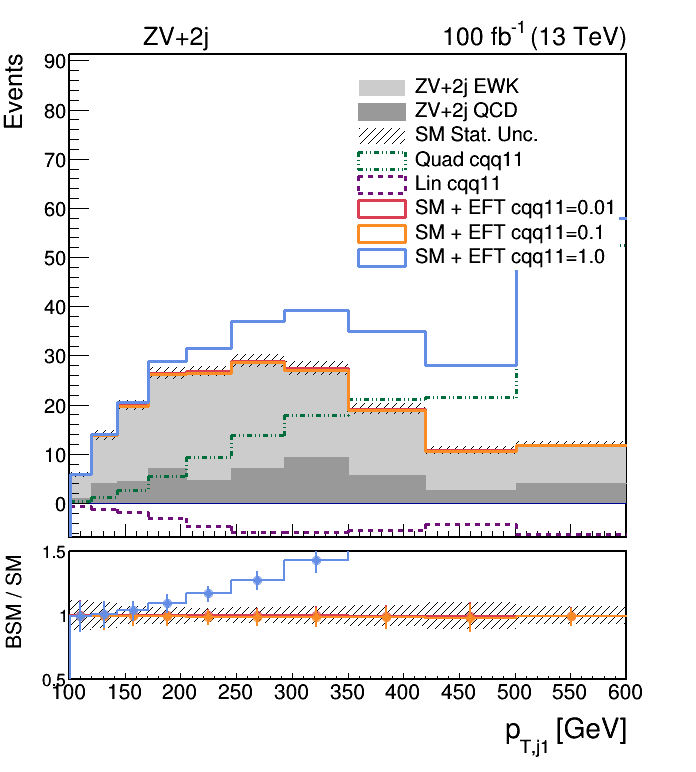 ZV+2j 100 fb⁻¹ (13 TeV)
Events
90
80
70
60
50
40
30
20
10
0
ZV+2j EWK
ZV+2j QCD
SM Stat. Unc.
Quad cqq11
Lin cqq11
SM + EFT cqq11=0.01
SM + EFT cqq11=0.1
SM + EFT cqq11=1.0
BSM / SM
1.5
1
0.5
100 150 200 250 300 350 400 450 500 550 600
p_T,j1 [GeV]